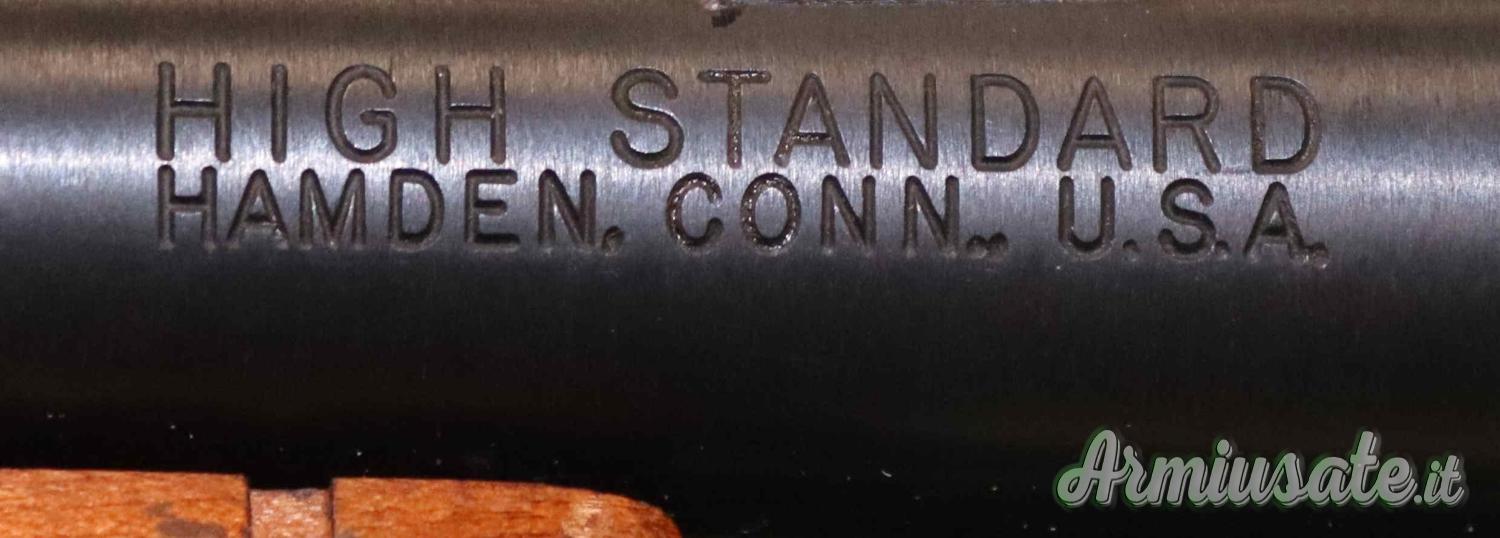 HIGH STANDARD
HAMDEN, CONN., U.S.A.
Armiusate.it